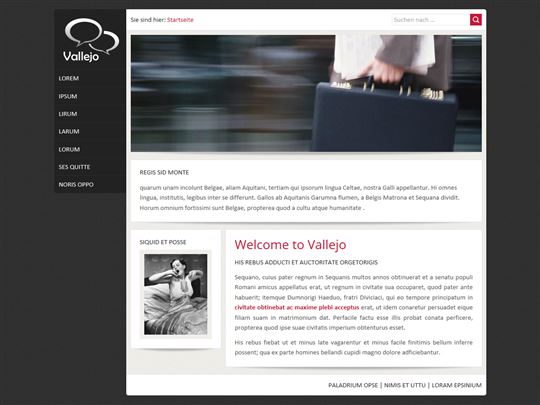 Vallejo
LOREM
IPSUM
LIRUM
LARUM
LORUM
SES QUITTE
NORIS OPPO
Sie sind hier: Startseite
Suchen nach ...
REGIS SID MONTE
quarum unam incolunt Belgae, aliam Aquitani, tertiam qui ipsorum lingua Celtae, nostra Galli appellantur. Hi omnes
lingua, institutis, legibus inter se differunt. Gallos ab Aquitanis Garumna flumen, a Belgis Matrona et Sequana dividit.
Horum omnium fortissimi sunt Belgae, propterea quod a cultu atque humanitate .
SIQUID ET POSSE
Welcome to Vallejo
HIS REBUS ADDUCTI ET AUCTORITATE ORGETORIGIS
Sequano, cuius pater regnum in Sequanis multos annos obtinuerat et a senatu populi
Romani amicus appellatus erat, ut regnum in civitate sua occuparet, quod pater ante
habuerit; itemque Dumnorigi Haeduo, fratri Diviciaci, qui eo tempore principatum in
civitate obtinebat ac maxime plebi acceptus erat, ut idem conaretur persuadet eique
filiam suam in matrimonium dat. Perfacile factu esse illis probat conata perficere,
propterea quod ipse suae civitatis imperium obtenturus esset.
His rebus fiebat ut et minus late vagarentur et minus facile finitimis bellum inferre
possent; qua ex parte homines bellandi cupidi magno dolore adficiebantur.
PALADRIUM OPSE | NIMIS ET UTTU | LORAM EPSINIUM